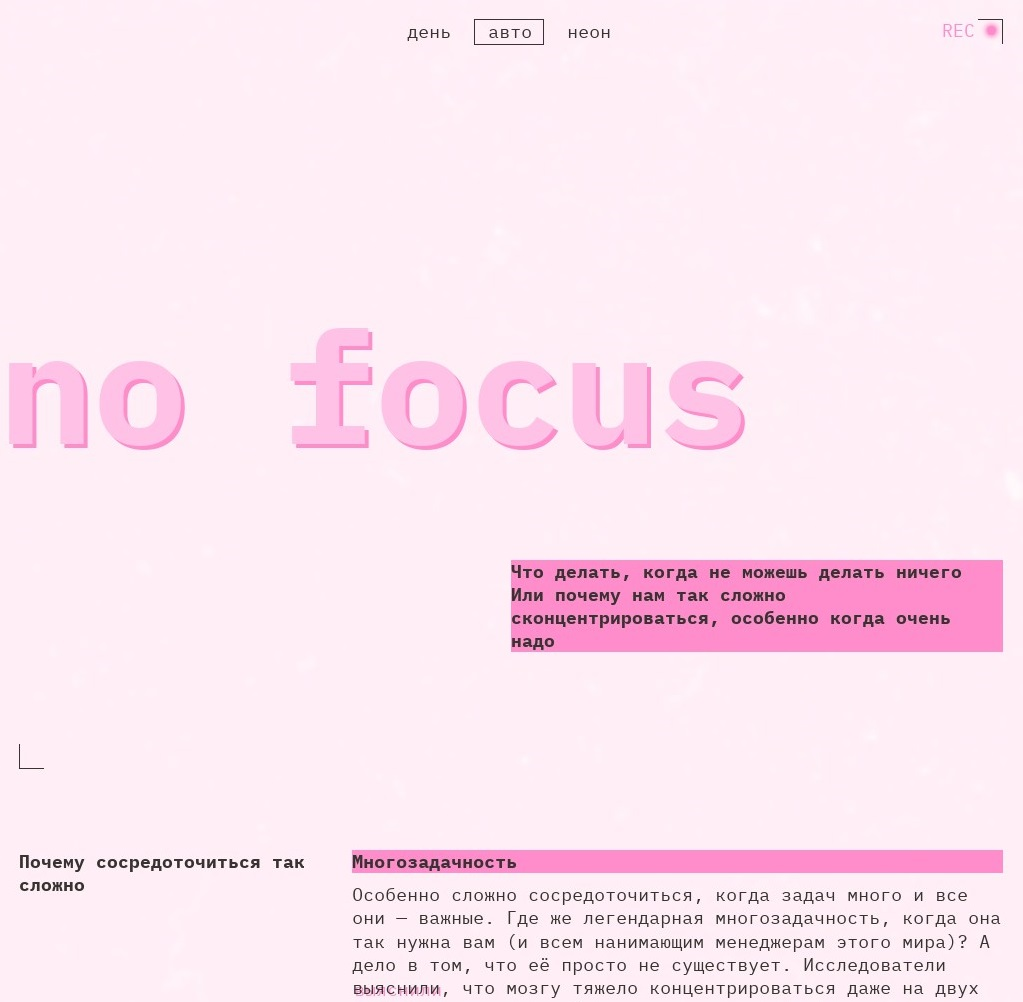 день авто неон
REC
no focus
Что делать, когда не можешь делать ничего
Или почему нам так сложно
сконцентрироваться, особенно когда очень
надо
Почему сосредоточиться так
сложно
Многозадачность
Особенно сложно сосредоточиться, когда задач много и все
они — важные. Где же легендарная многозадачность, когда она
так нужна вам (и всем нанимающим менеджерам этого мира)? А
дело в том, что её просто не существует. Исследователи
выяснили, что мозгу тяжело концентрироваться даже на двух